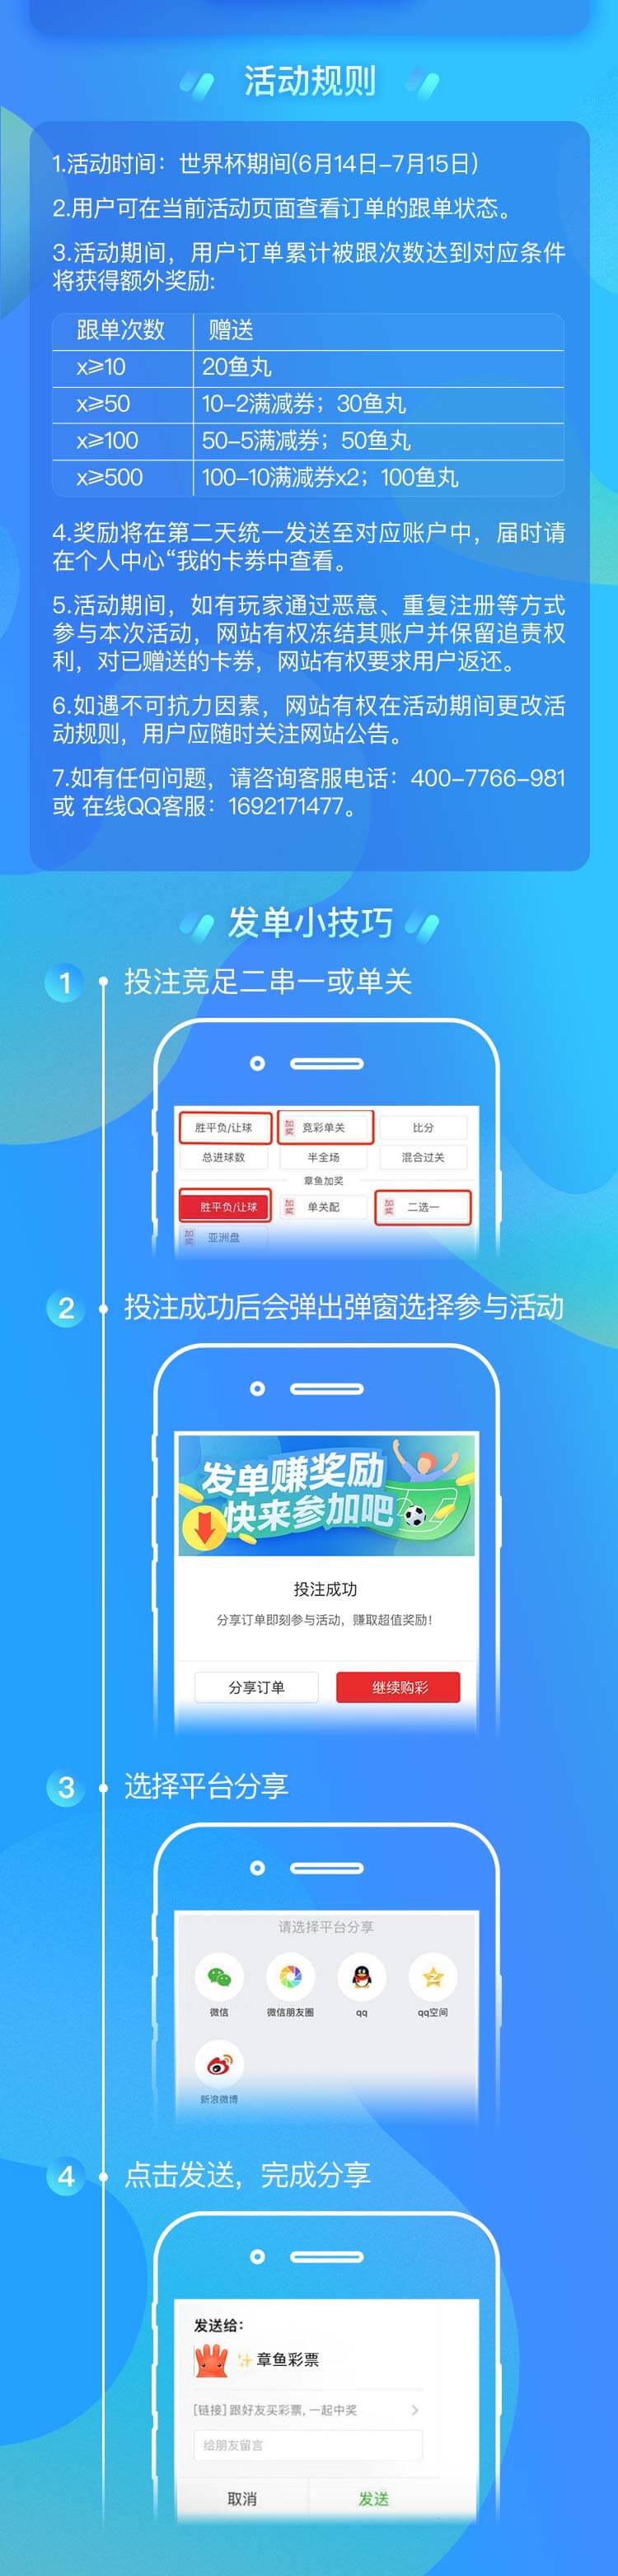 活动规则
1.活动时间：世界杯期间(6月14日-7月15日)
2.用户可在当前活动页面查看订单的跟单状态。
3.活动期间，用户订单累计被跟次数达到对应条件
将获得额外奖励:
跟单次数 赠送
x≥10 20鱼丸
x≥50 10-2满减券；30鱼丸
x≥100 50-5满减券；50鱼丸
x≥500 100-10满减券x2；100鱼丸
4.奖励将在第二天统一发送至对应账户中，届时请
在个人中心“我的卡券中查看。
5.活动期间，如有玩家通过恶意、重复注册等方式
参与本次活动，网站有权冻结其账户并保留追责权
利，对已赠送的卡券，网站有权要求用户返还。
6.如遇不可抗力因素，网站有权在活动期间更改活
动规则，用户应随时关注网站公告。
7.如有任何问题，请咨询客服电话：400-7766-981
或 在线QQ客服：1692171477。
发单小技巧
1 投注竞足二串一或单关
胜平负/让球 加奖 竞彩单关 比分
总进球数 半全场 混合过关
章鱼加奖
胜平负/让球 加奖 单关配 加奖 二选一
加奖 亚洲盘
2 投注成功后会弹出弹窗选择参与活动
发单赚奖励
快来参加吧
投注成功
分享订单即刻参与活动，赚取超值奖励！
分享订单 继续购彩
3 选择平台分享
请选择平台分享
微信 微信朋友圈 qq qq空间
新浪微博
4 点击发送，完成分享
发送给：
章鱼彩票
[链接] 跟好友买彩票，一起中奖
给朋友留言
取消 发送